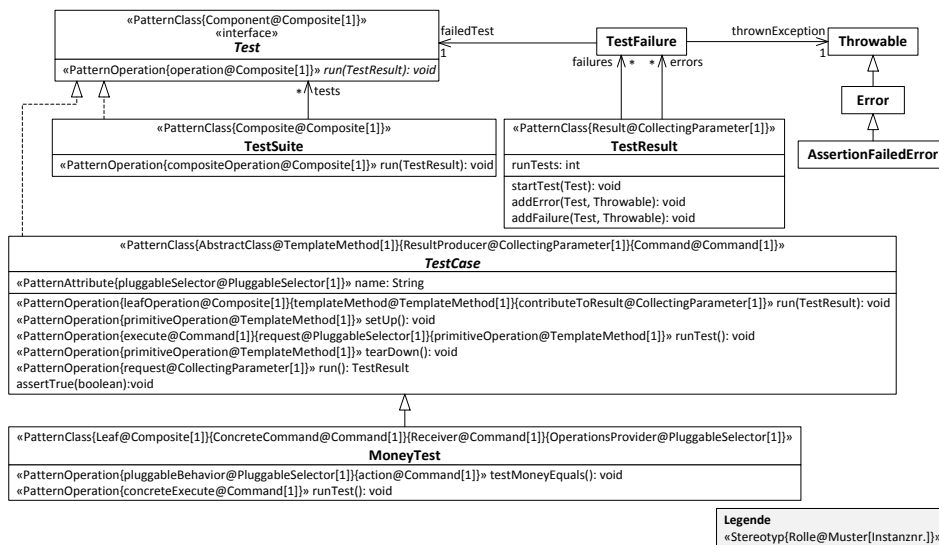 «PatternClass{Component@Composite[1]}»
«interface»
Test
«PatternOperation{operation@Composite[1]}» run(TestResult): void
failedTest
1
TestFailure
thrownException
1
Throwable
failures
*
*
errors
Error
AssertionFailedError
*
tests
«PatternClass{Composite@Composite[1]}»
TestSuite
«PatternOperation{compositeOperation@Composite[1]}» run(TestResult): void
«PatternClass{Result@CollectingParameter[1]}»
TestResult
runTests: int
startTest(Test): void
addError(Test, Throwable): void
addFailure(Test, Throwable): void
«PatternClass{AbstractClass@TemplateMethod[1]}{ResultProducer@CollectingParameter[1]}{Command@Command[1]}»
TestCase
«PatternAttribute{pluggableSelector@PluggableSelector[1]}» name: String
«PatternOperation{leafOperation@Composite[1]}{templateMethod@TemplateMethod[1]}{contributeToResult@CollectingParameter[1]}» run(TestResult): void
«PatternOperation{primitiveOperation@TemplateMethod[1]}» setUp(): void
«PatternOperation{execute@Command[1]}{request@PluggableSelector[1]}{primitiveOperation@TemplateMethod[1]}» runTest(): void
«PatternOperation{primitiveOperation@TemplateMethod[1]}» tearDown(): void
«PatternOperation{request@CollectingParameter[1]}» run(): TestResult
assertTrue(boolean):void
«PatternClass{Leaf@Composite[1]}{ConcreteCommand@Command[1]}{Receiver@Command[1]}{OperationsProvider@PluggableSelector[1]}»
MoneyTest
«PatternOperation{pluggableBehavior@PluggableSelector[1]}{action@Command[1]}» testMoneyEquals(): void
«PatternOperation{concreteExecute@Command[1]}» runTest(): void
Legende
«Stereotyp{Rolle@Muster[Instanznr.]}»